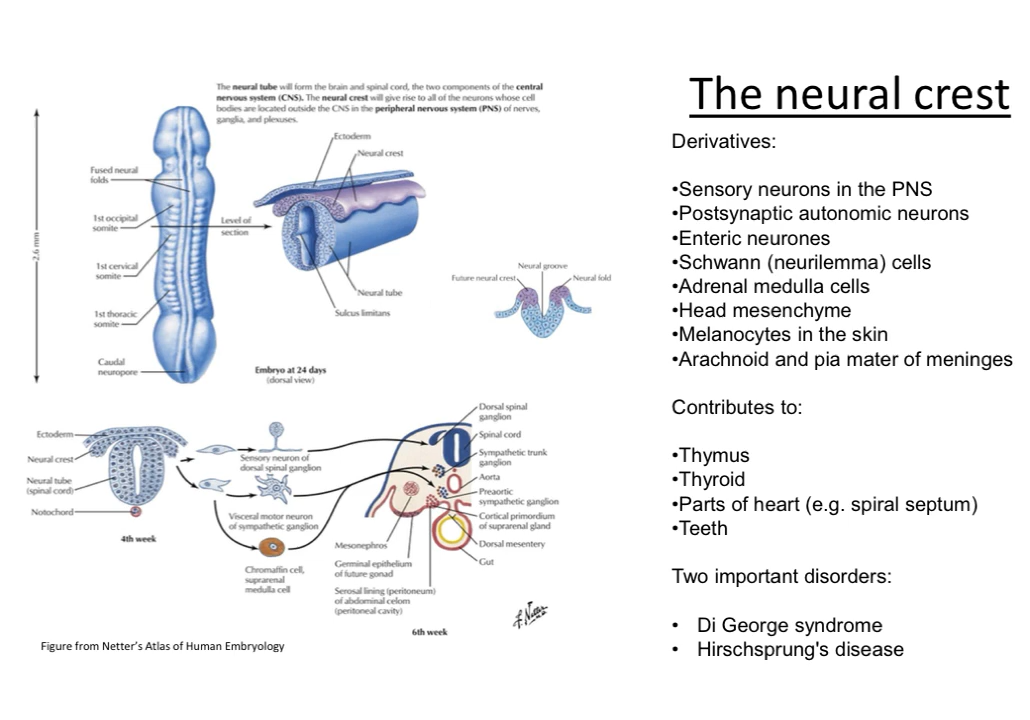 The neural crest
The neural tube will form the brain and spinal cord, the two components of the central
nervous system (CNS). The neural crest will give rise to all of the neurons whose cell
bodies are located outside the CNS in the peripheral nervous system (PNS) of nerves,
ganglia, and plexuses.
2.6 mm
Fused neural
folds
1st occipital
somite
1st cervical
somite
1st thoracic
somite
Caudal
neuropore
Level of
section
Ectoderm
Neural crest
Neural tube
Sulcus limitans
Embryo at 24 days
(dorsal view)
Neural groove
Future neural crest
Neural fold
Ectoderm
Neural crest
Neural tube
(spinal cord)
Notochord
4th week
Sensory neuron of
dorsal spinal ganglion
Visceral motor neuron
of sympathetic ganglion
Chromaffin cell,
suprarenal
medulla cell
Dorsal spinal
ganglion
Spinal cord
Sympathetic trunk
ganglion
Aorta
Preaortic
sympathetic ganglion
Cortical primordium
of suprarenal gland
Dorsal mesentery
Gut
Mesonephros
Germinal epithelium
of future gonad
Serosal lining (peritoneum)
of abdominal celom
(peritoneal cavity)
6th week
F. Netter
Figure from Netter's Atlas of Human Embryology
Derivatives:
•Sensory neurons in the PNS
•Postsynaptic autonomic neurons
•Enteric neurones
•Schwann (neurilemma) cells
•Adrenal medulla cells
•Head mesenchyme
•Melanocytes in the skin
•Arachnoid and pia mater of meninges
Contributes to:
•Thymus
•Thyroid
•Parts of heart (e.g. spiral septum)
•Teeth
Two important disorders:
• Di George syndrome
• Hirschsprung's disease